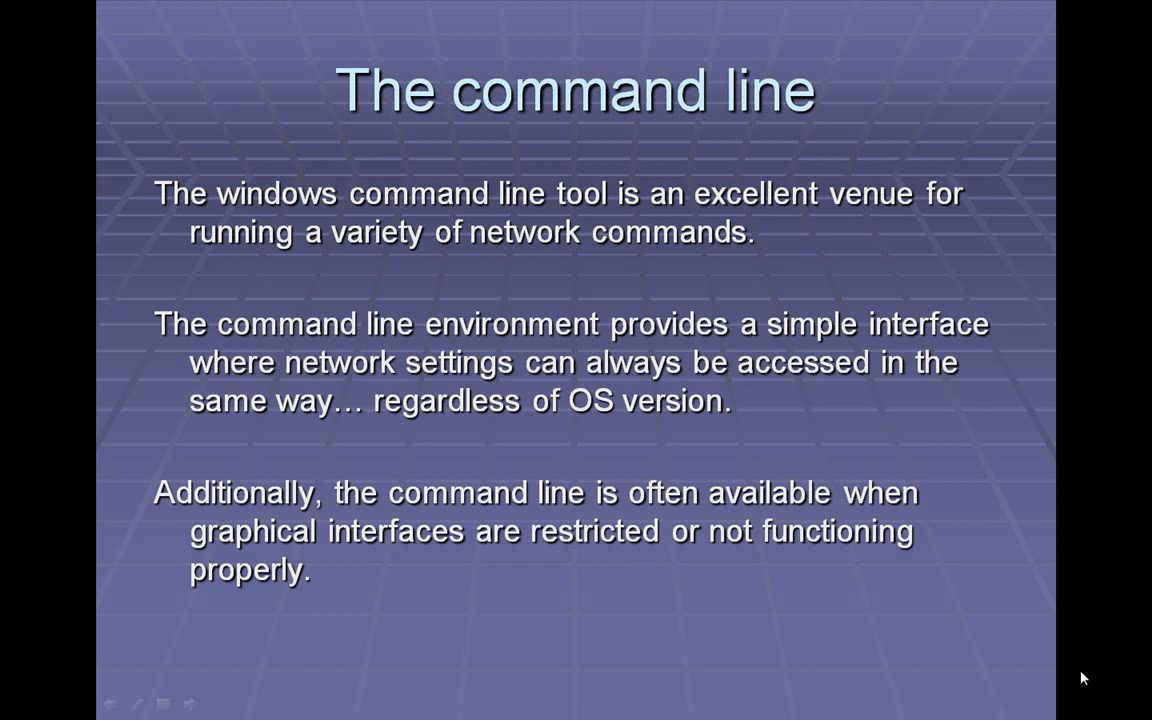 The command line
The windows command line tool is an excellent venue for
running a variety of network commands.
The command line environment provides a simple interface
where network settings can always be accessed in the
same way… regardless of OS version.
Additionally, the command line is often available when
graphical interfaces are restricted or not functioning
properly.